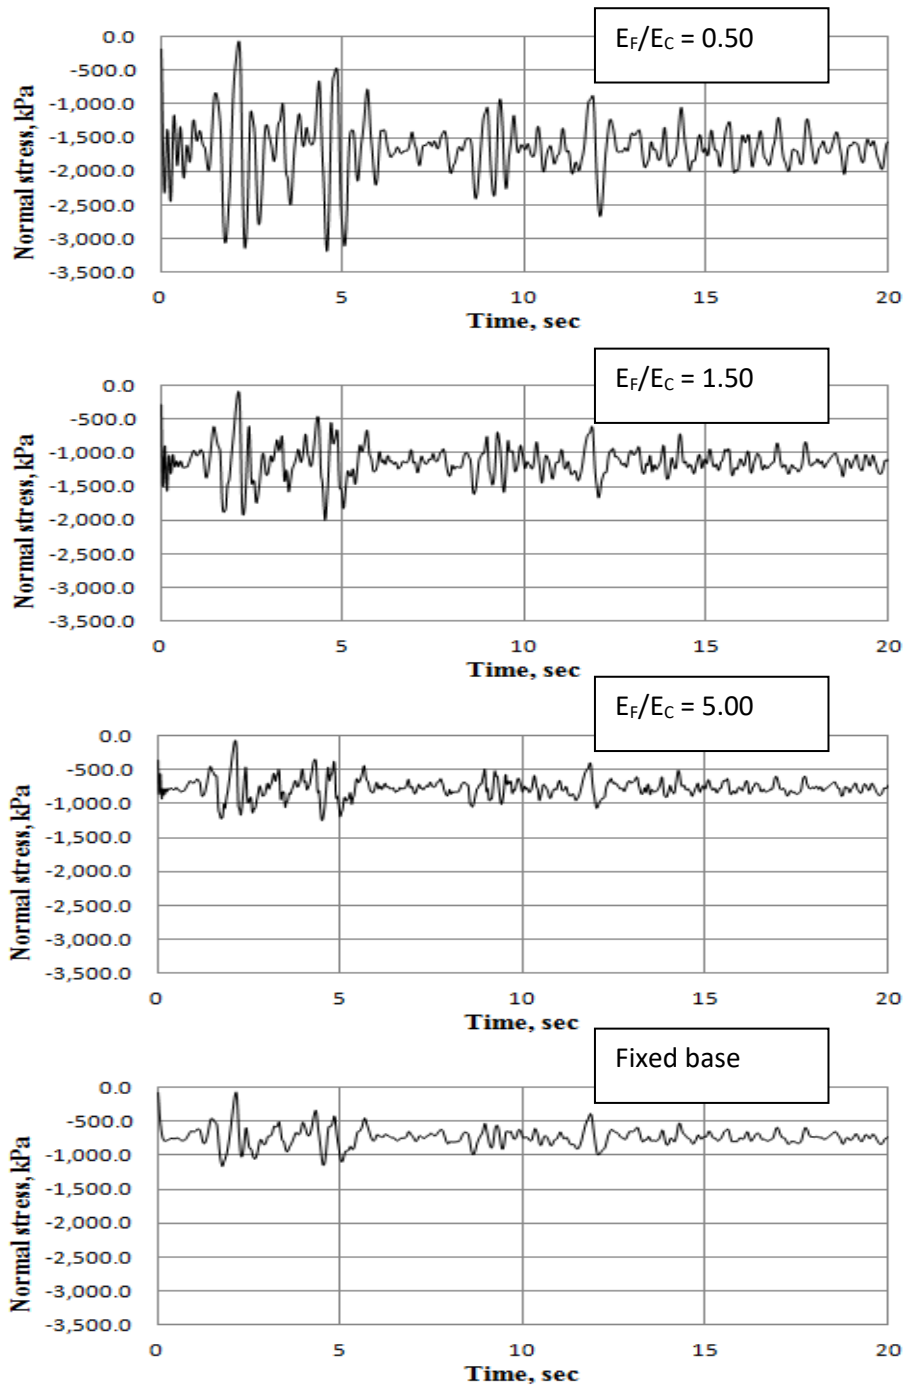 E_F/E_C = 0.50
Normal stress, kPa
0.0
-500.0
-1,000.0
-1,500.0
-2,000.0
-2,500.0
-3,000.0
-3,500.0
0 5 10 15 20
Time, sec
E_F/E_C = 1.50
Normal stress, kPa
0.0
-500.0
-1,000.0
-1,500.0
-2,000.0
-2,500.0
-3,000.0
-3,500.0
0 5 10 15 20
Time, sec
E_F/E_C = 5.00
Normal stress, kPa
0.0
-500.0
-1,000.0
-1,500.0
-2,000.0
-2,500.0
-3,000.0
-3,500.0
0 5 10 15 20
Time, sec
Fixed base
Normal stress, kPa
0.0
-500.0
-1,000.0
-1,500.0
-2,000.0
-2,500.0
-3,000.0
-3,500.0
0 5 10 15 20
Time, sec